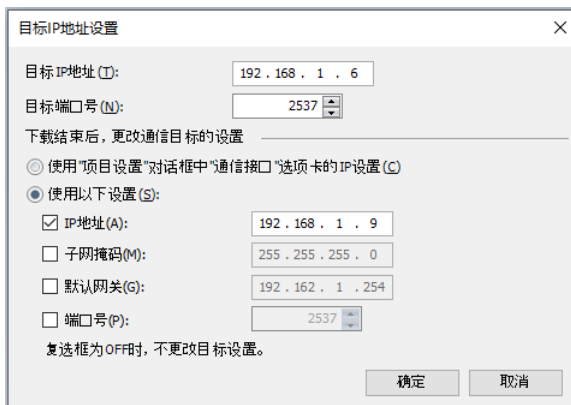 目标IP地址设置
目标IP地址(T): 192 . 168 . 1 . 6
目标端口号(N): 2537
下载结束后，更改通信目标的设置
使用"项目设置"对话框中"通信接口"选项卡的IP设置(C)
使用以下设置(S):
IP地址(A): 192 . 168 . 1 . 9
子网掩码(M): 255 . 255 . 255 . 0
默认网关(G): 192 . 162 . 1 . 254
端口号(P): 2537
复选框为OFF时，不更改目标设置。
确定 取消